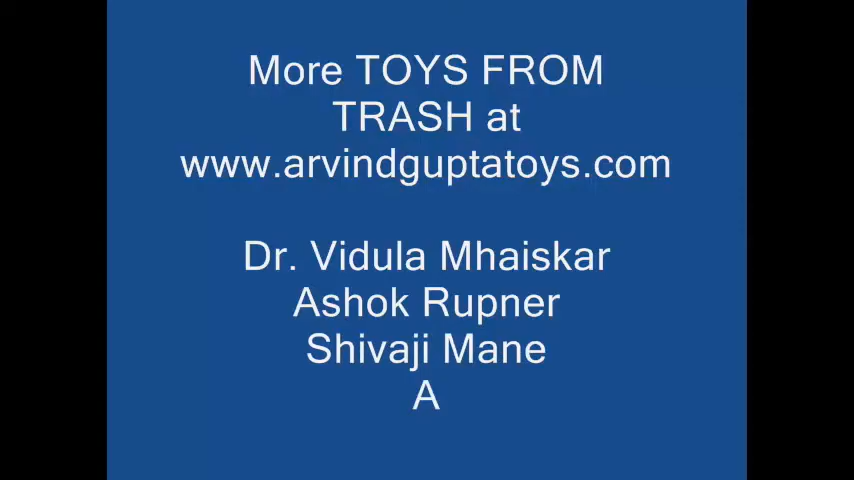 More TOYS FROM
TRASH at
www.arvindguptatoys.com
Dr. Vidula Mhaiskar
Ashok Rupner
Shivaji Mane
A